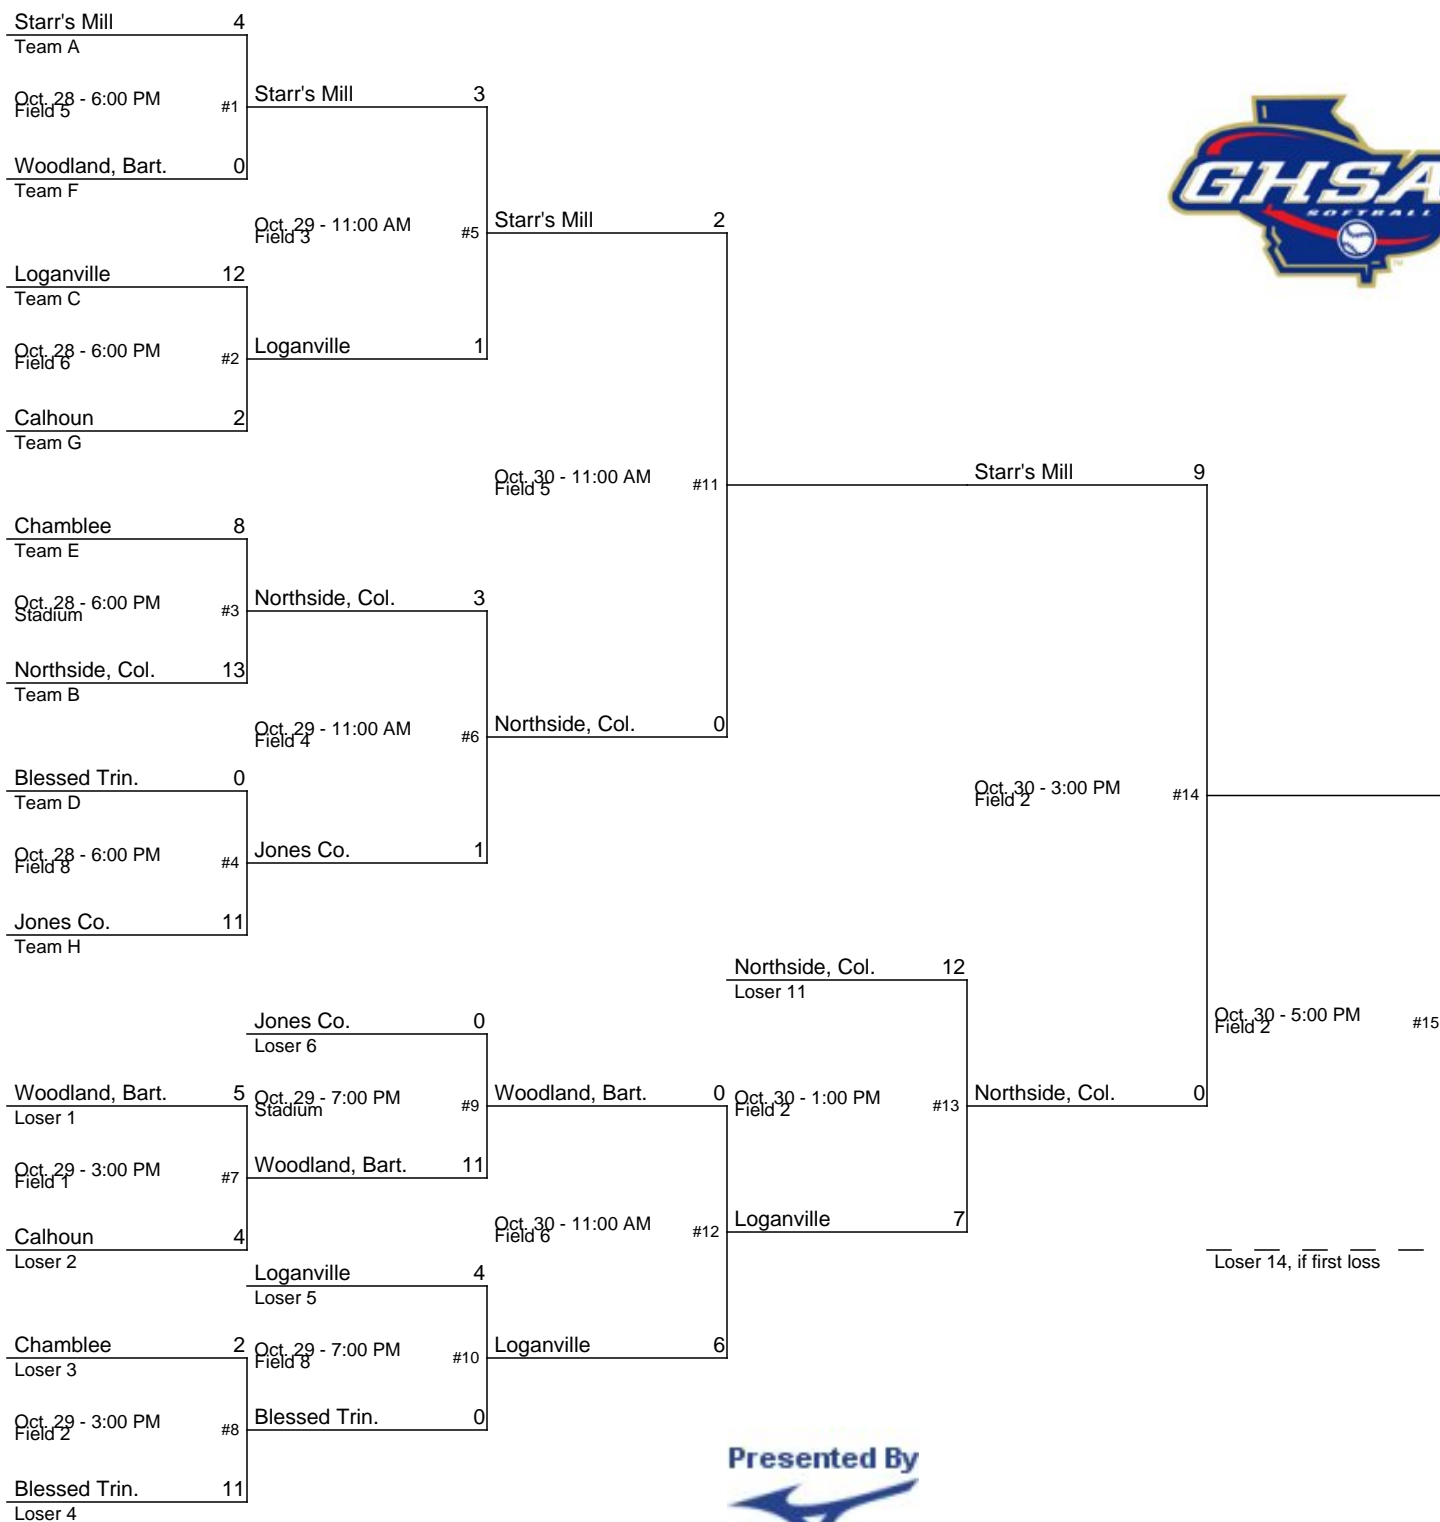 Starr's Mill 4
Team A
Oct. 28 - 6:00 PM
Field 5
#1
Woodland, Bart. 0
Team F
Starr's Mill 3
Oct. 29 - 11:00 AM
Field 3
#5
Loganville 12
Team C
Oct. 28 - 6:00 PM
Field 6
#2
Calhoun 2
Team G
Loganville 1
Starr's Mill 2
Oct. 30 - 11:00 AM
Field 5
#11
Chamblee 8
Team E
Oct. 28 - 6:00 PM
Stadium
#3
Northside, Col. 13
Team B
Northside, Col. 3
Oct. 29 - 11:00 AM
Field 4
#6
Blessed Trin. 0
Team D
Oct. 28 - 6:00 PM
Field 8
#4
Jones Co. 11
Team H
Jones Co. 1
Northside, Col. 0
GHSA
SOFTBALL
TM
Starr's Mill 9
Oct. 30 - 3:00 PM
Field 2
#14
Jones Co. 0
Loser 6
Oct. 29 - 7:00 PM
Stadium
#9
Woodland, Bart. 11
Woodland, Bart. 5
Loser 1
Oct. 29 - 3:00 PM
Field 1
#7
Calhoun 4
Loser 2
Woodland, Bart. 0
Oct. 30 - 11:00 AM
Field 6
#12
Loganville 4
Loser 5
Oct. 29 - 7:00 PM
Field 8
#10
Blessed Trin. 0
Chamblee 2
Loser 3
Oct. 29 - 3:00 PM
Field 2
#8
Blessed Trin. 11
Loser 4
Loganville 6
Northside, Col. 12
Loser 11
Oct. 30 - 1:00 PM
Field 2
#13
Loganville 7
Northside, Col. 0
Oct. 30 - 5:00 PM
Field 2
#15
Loser 14, if first loss
Presented By